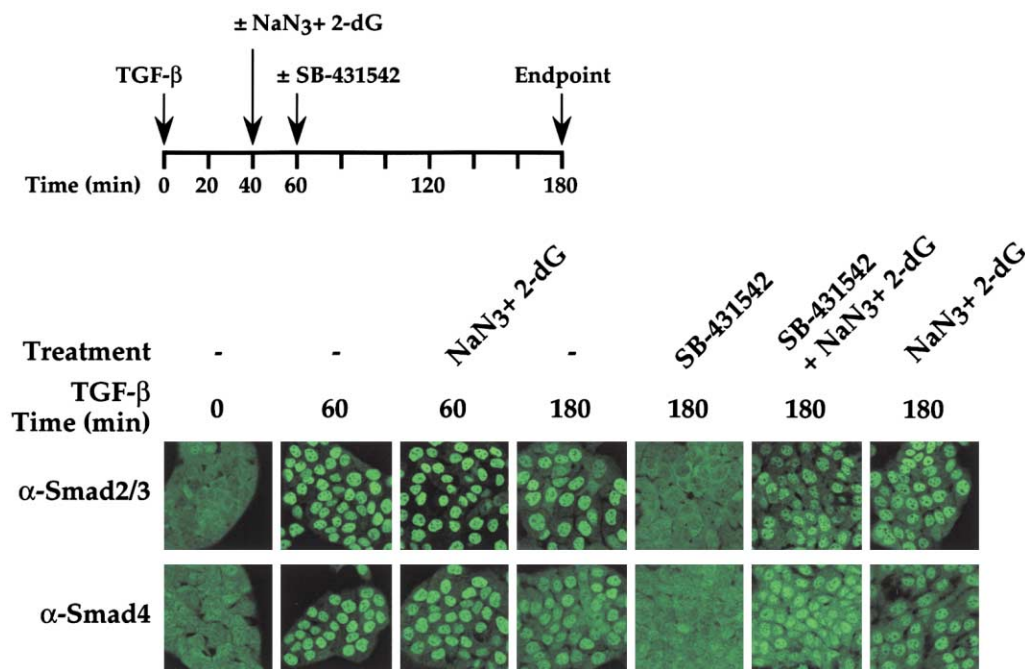 ± NaN3+ 2-dG
TGF-β
± SB-431542
Endpoint
Time (min)
0 20 40 60 120 180
Treatment - - NaN3+ 2-dG - SB-431542 SB-431542 + NaN3+ 2-dG NaN3+ 2-dG
TGF-β
Time (min) 0 60 60 180 180 180 180
α-Smad2/3
α-Smad4